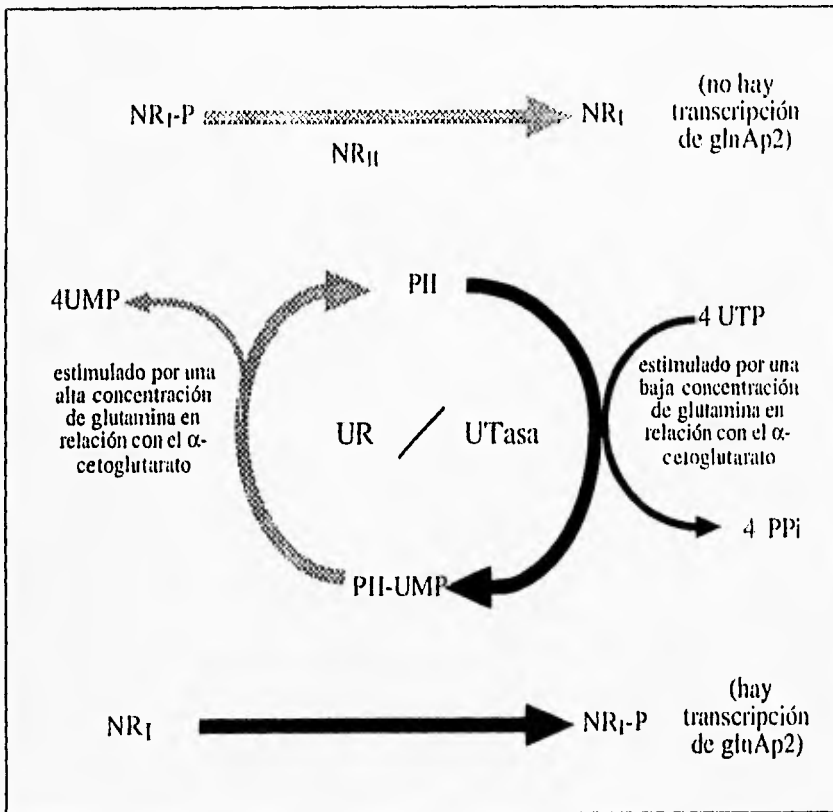 NRI-P
NRI
NRII
(no hay
transcripción
de glnAp2)
PII
4UMP
4 UTP
estimulado por una
alta concentración
de glutamina en
relación con el α-
cetoglutarato
UR / UTasa
estimulado por una
baja concentración
de glutamina en
relación con el α-
cetoglutarato
4 PPi
PII-UMP
NRI
NRI-P
(hay
transcripción
de glnAp2)